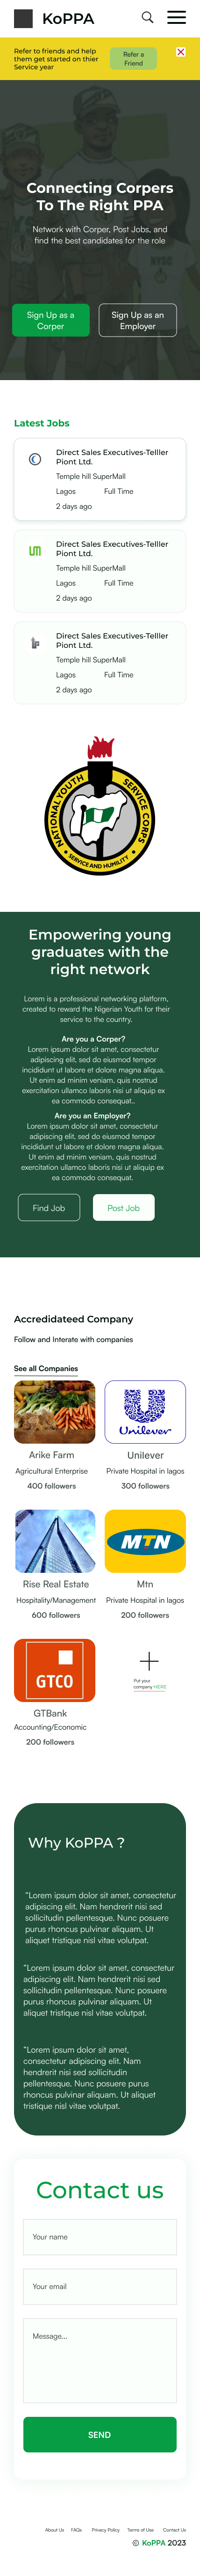 KoPPA
Refer to friends and help
them get started on thier
Service year
Refer a
Friend
Connecting Corpers
To The Right PPA
Network with Corper, Post Jobs, and
find the best candidates for the role
Sign Up as a
Corper
Sign Up as an
Employer
Latest Jobs
Direct Sales Executives-Telller
Piont Ltd.
Temple hill SuperMall
Lagos Full Time
2 days ago
Direct Sales Executives-Telller
Piont Ltd.
Temple hill SuperMall
Lagos Full Time
2 days ago
Direct Sales Executives-Telller
Piont Ltd.
Temple hill SuperMall
Lagos Full Time
2 days ago
NATIONAL YOUTH SERVICE CORPS
SERVICE AND HUMILITY
Empowering young
graduates with the
right network
Lorem is a professional networking platform,
created to reward the Nigerian Youth for their
service to the country.
Are you a Corper?
Lorem ipsum dolor sit amet, consectetur
adipiscing elit, sed do eiusmod tempor
incididunt ut labore et dolore magna aliqua.
Ut enim ad minim veniam, quis nostrud
exercitation ullamco laboris nisi ut aliquip ex
ea commodo consequat..
Are you an Employer?
Lorem ipsum dolor sit amet, consectetur
adipiscing elit, sed do eiusmod tempor
incididunt ut labore et dolore magna aliqua.
Ut enim ad minim veniam, quis nostrud
exercitation ullamco laboris nisi ut aliquip ex
ea commodo consequat.
Find Job
Post Job
Accredidateed Company
Follow and Interate with companies
See all Companies
Unilever
Arike Farm
Agricultural Enterprise
400 followers
Unilever
Private Hospital in lagos
300 followers
MTN
Rise Real Estate
Hospitality/Management
600 followers
Mtn
Private Hospital in lagos
200 followers
GTCO
GTBank
Accounting/Economic
200 followers
Put your
company HERE
Why KoPPA ?
"Lorem ipsum dolor sit amet, consectetur
adipiscing elit. Nam hendrerit nisi sed
sollicitudin pellentesque. Nunc posuere
purus rhoncus pulvinar aliquam. Ut
aliquet tristique nisl vitae volutpat.
"Lorem ipsum dolor sit amet, consectetur
adipiscing elit. Nam hendrerit nisi sed
sollicitudin pellentesque. Nunc posuere
purus rhoncus pulvinar aliquam. Ut
aliquet tristique nisl vitae volutpat.
"Lorem ipsum dolor sit amet,
consectetur adipiscing elit. Nam
hendrerit nisi sed sollicitudin
pellentesque. Nunc posuere purus
rhoncus pulvinar aliquam. Ut aliquet
tristique nisl vitae volutpat.
Contact us
Your name
Your email
Message...
SEND
About Us FAQs Privacy Policy Terms of Use Contact Us
© KoPPA 2023